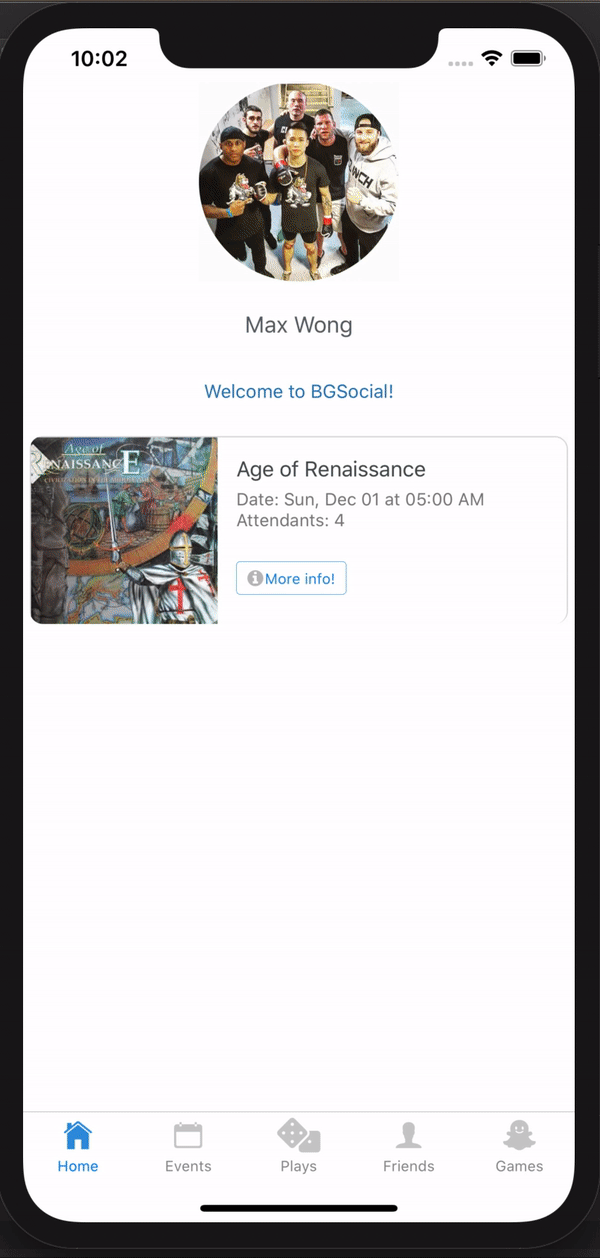 10:02
Max Wong
Welcome to BGSocial!
Age of
RENAISSANCE
Age of Renaissance
Date: Sun, Dec 01 at 05:00 AM
Attendants: 4
More info!
Home
Events
Plays
Friends
Games